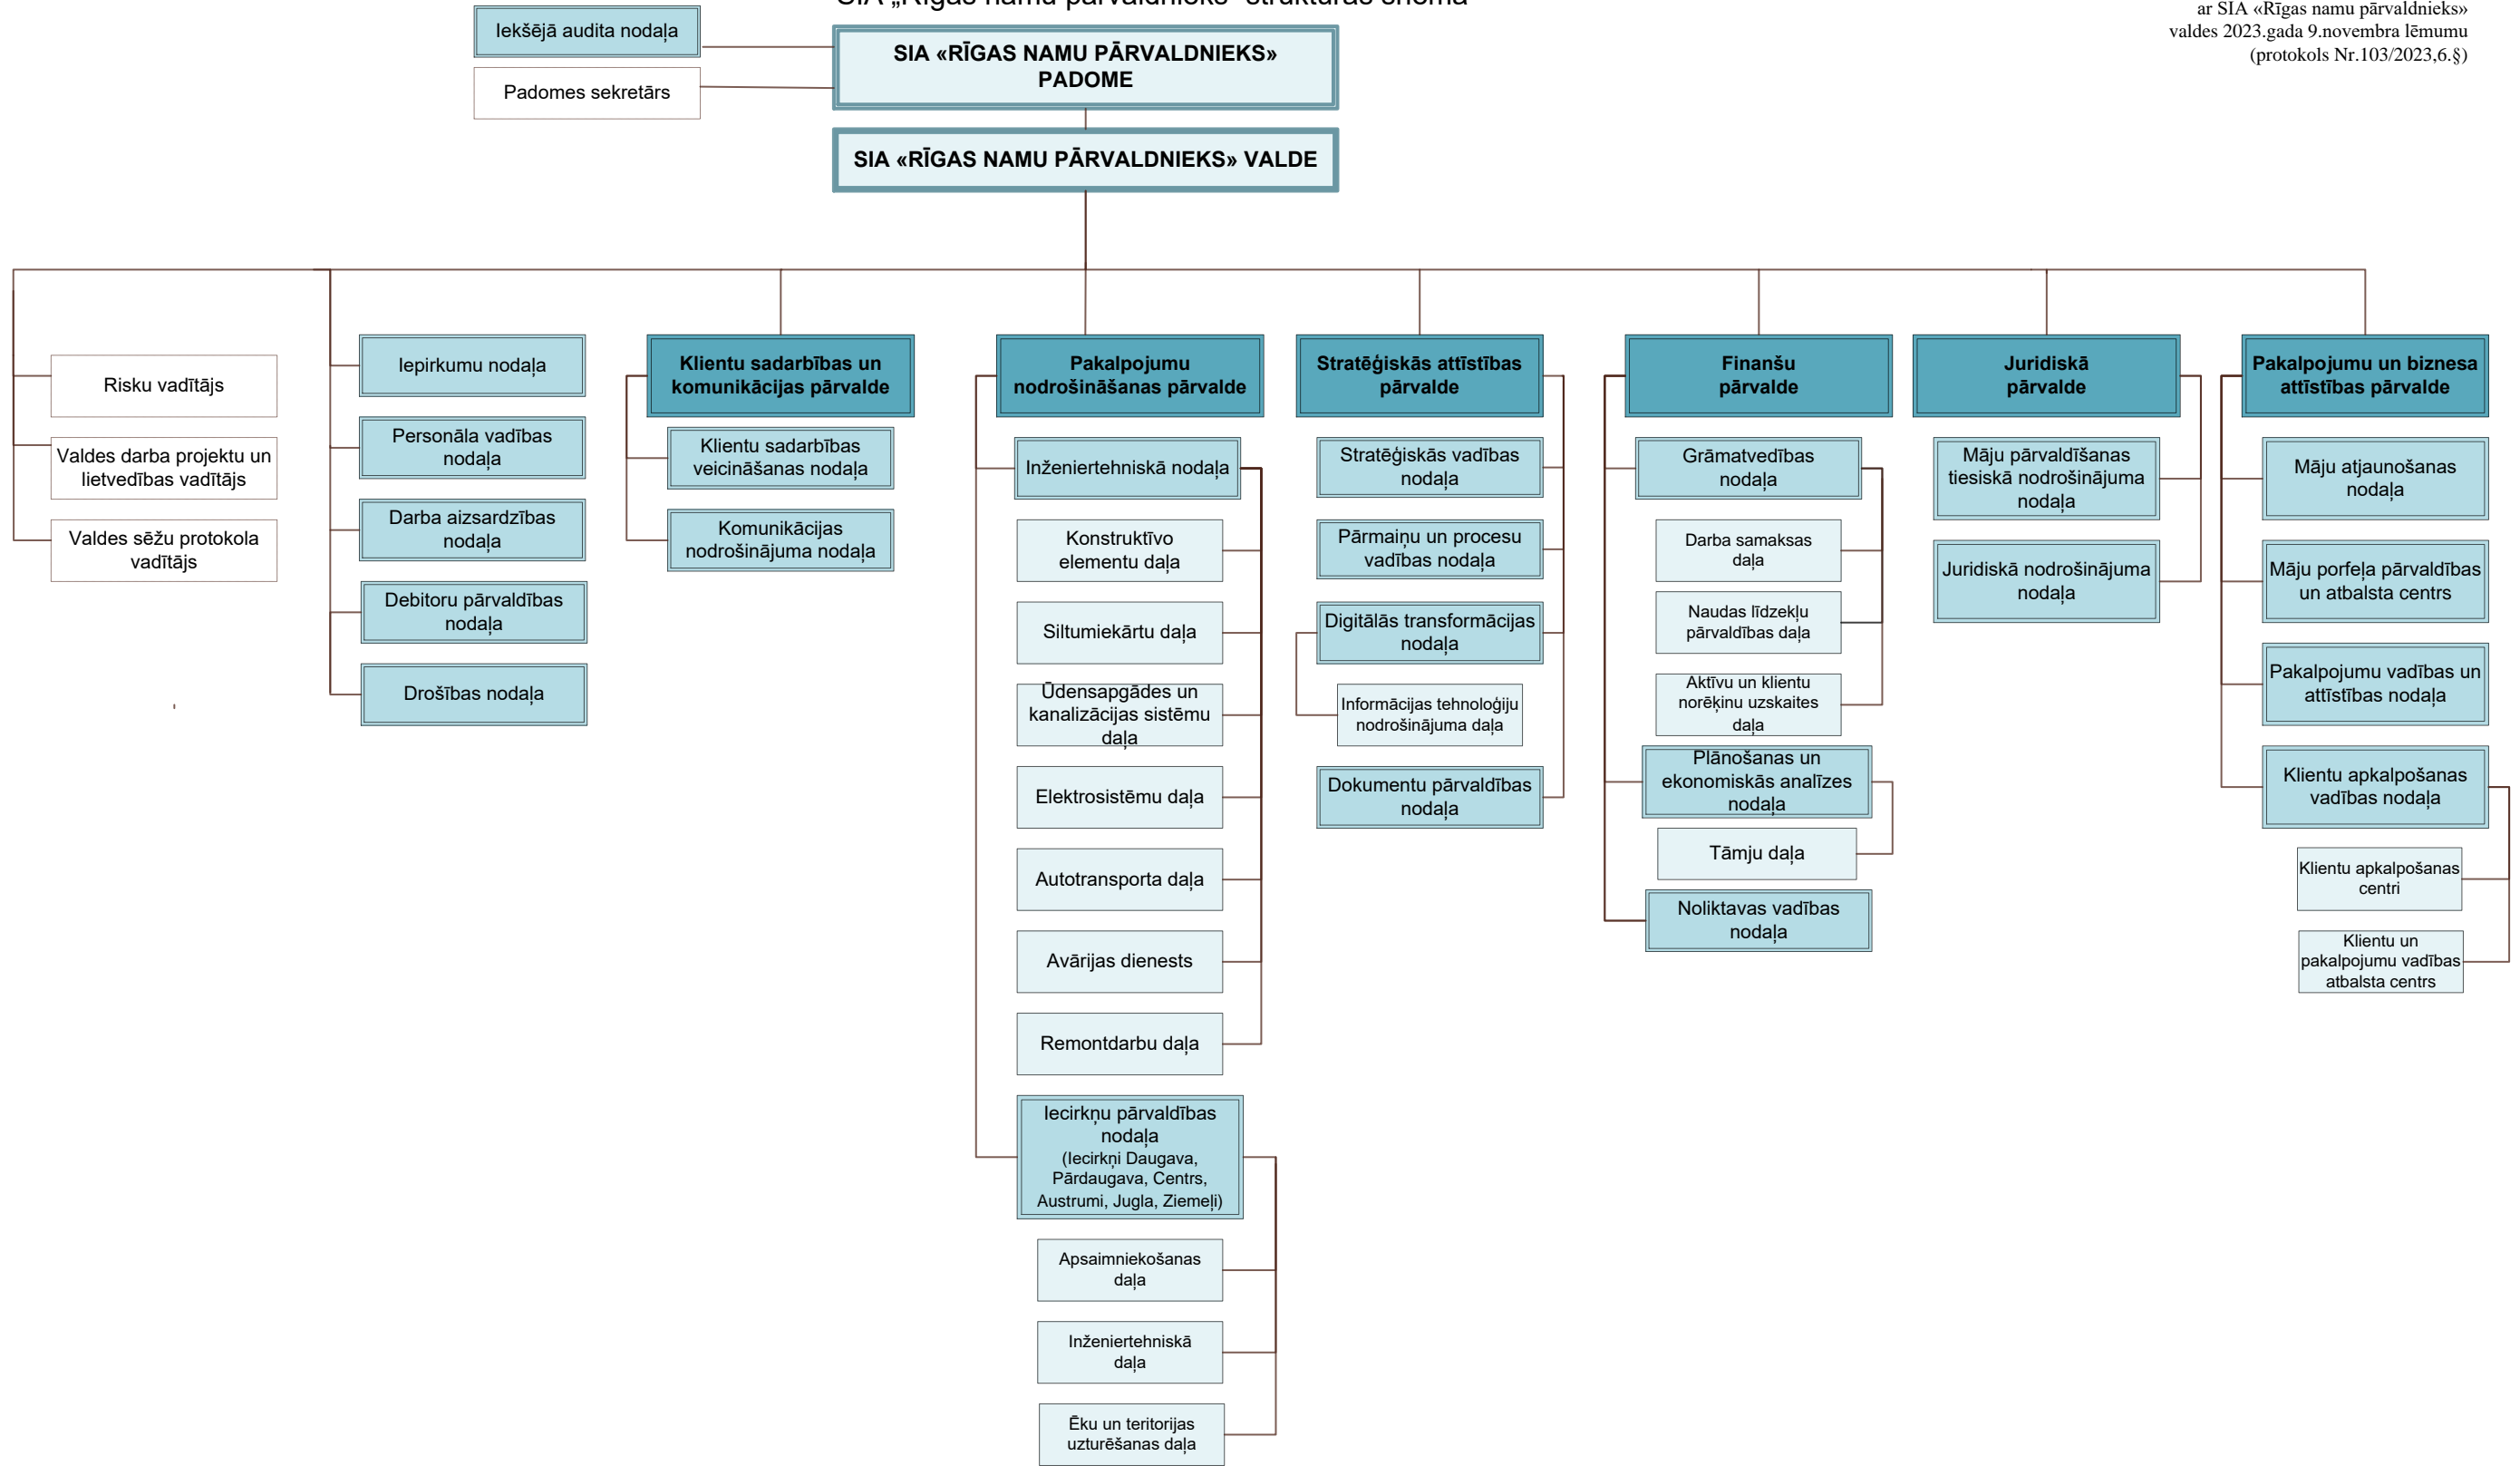 SIA „Rīgas namu pārvaldnieks" struktūras shēma
ar SIA «Rīgas namu pārvaldnieks»
valdes 2023.gada 9.novembra lēmumu
(protokols Nr.103/2023,6.§)
Iekšējā audita nodaļa
Padomes sekretārs
SIA «RĪGAS NAMU PĀRVALDNIEKS»
PADOME
SIA «RĪGAS NAMU PĀRVALDNIEKS» VALDE
Risku vadītājs
Valdes darba projektu un
lietvedības vadītājs
Valdes sēžu protokola
vadītājs
Iepirkumu nodaļa
Personāla vadības
nodaļa
Darba aizsardzības
nodaļa
Debitoru pārvaldības
nodaļa
Drošības nodaļa
Klientu sadarbības un
komunikācijas pārvalde
Klientu sadarbības
veicināšanas nodaļa
Komunikācijas
nodrošinājuma nodaļa
Pakalpojumu
nodrošināšanas pārvalde
Inženiertehniskā nodaļa
Konstruktīvo
elementu daļa
Siltumiekārtu daļa
Ūdensapgādes un
kanalizācijas sistēmu
daļa
Elektrosistēmu daļa
Autotransporta daļa
Avārijas dienests
Remontdarbu daļa
Iecirkņu pārvaldības
nodaļa
(Iecirkņi Daugava,
Pārdaugava, Centrs,
Austrumi, Jugla, Ziemeļi)
Apsaimniekošanas
daļa
Inženiertehniskā
daļa
Ēku un teritorijas
uzturēšanas daļa
Stratēģiskās attīstības
pārvalde
Stratēģiskās vadības
nodaļa
Pārmaiņu un procesu
vadības nodaļa
Digitālās transformācijas
nodaļa
Informācijas tehnoloģiju
nodrošinājuma daļa
Dokumentu pārvaldības
nodaļa
Finanšu
pārvalde
Grāmatvedības
nodaļa
Darba samaksas
daļa
Naudas līdzekļu
pārvaldības daļa
Aktīvu un klientu
norēķinu uzskaites
daļa
Plānošanas un
ekonomiskās analīzes
nodaļa
Tāmju daļa
Noliktavas vadības
nodaļa
Juridiskā
pārvalde
Māju pārvaldīšanas
tiesiskā nodrošinājuma
nodaļa
Juridiskā nodrošinājuma
nodaļa
Pakalpojumu un biznesa
attīstības pārvalde
Māju atjaunošanas
nodaļa
Māju porfeļa pārvaldības
un atbalsta centrs
Pakalpojumu vadības un
attīstības nodaļa
Klientu apkalpošanas
vadības nodaļa
Klientu apkalpošanas
centri
Klientu un
pakalpojumu vadības
atbalsta centrs